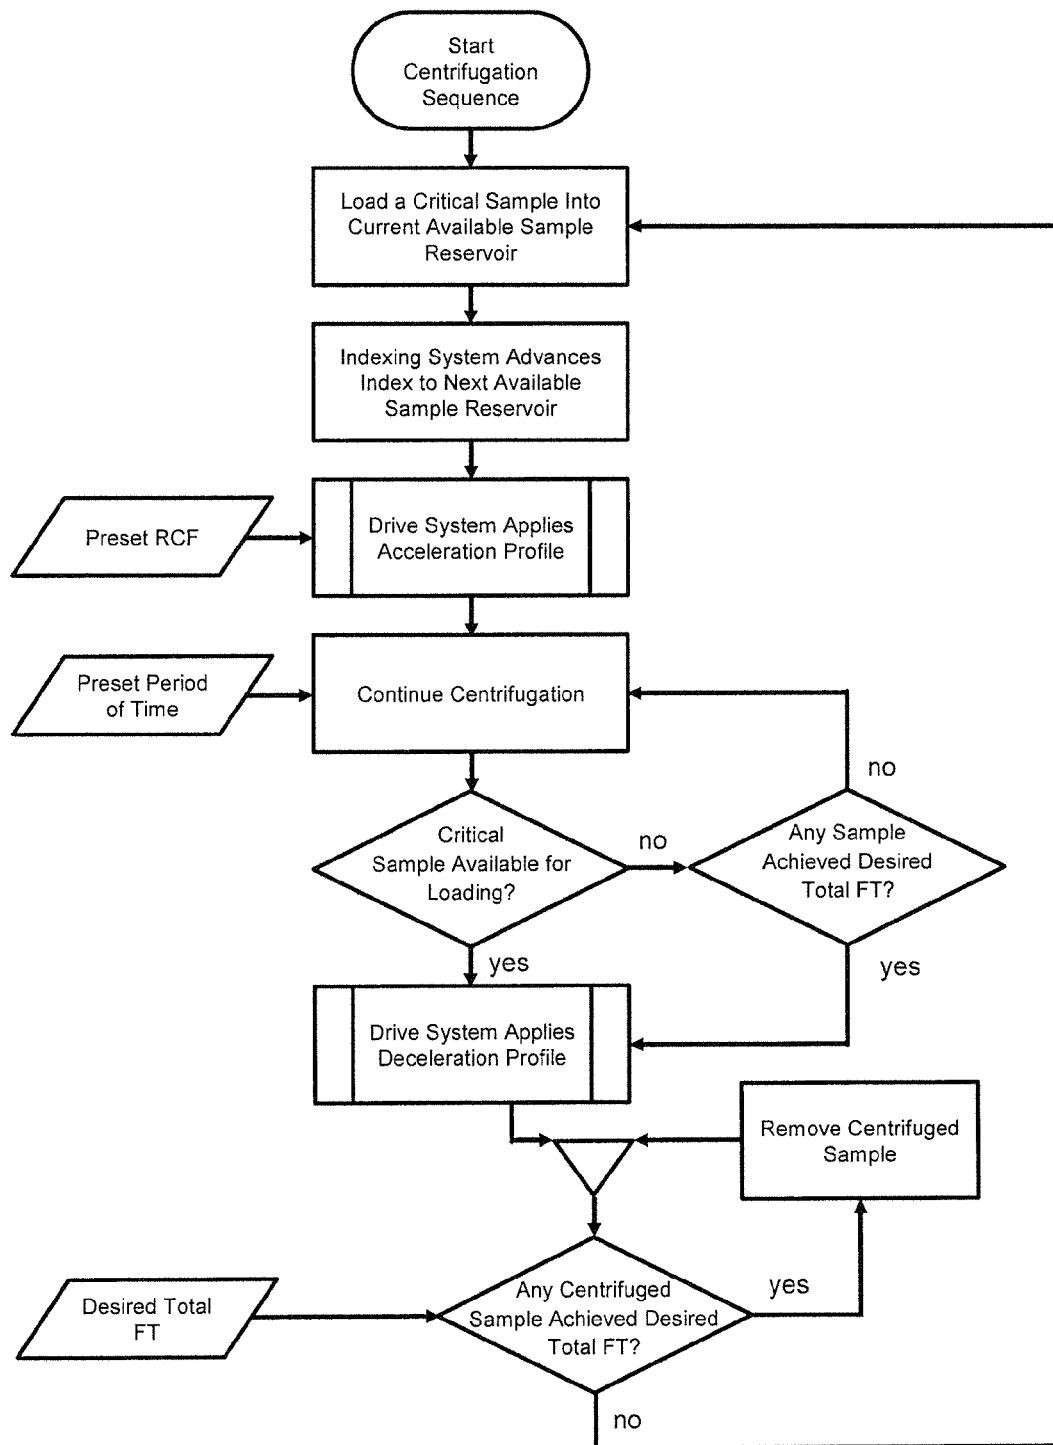 Start
Centrifugation
Sequence
Load a Critical Sample Into
Current Available Sample
Reservoir
Indexing System Advances
Index to Next Available
Sample Reservoir
Preset RCF
Drive System Applies
Acceleration Profile
Preset Period
of Time
Continue Centrifugation
no
Critical
Sample Available for
Loading?
no
Any Sample
Achieved Desired
Total FT?
yes
yes
Drive System Applies
Deceleration Profile
Remove Centrifuged
Sample
Desired Total
FT
Any Centrifuged
Sample Achieved Desired
Total FT?
yes
no